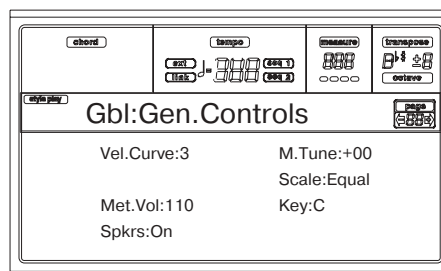 chord
tempo
measure
transpose
ext
link
seq 1
seq 2
octave
style play
Gbl:Gen.Controls
page
Vel.Curve:3
M.Tune:+00
Scale:Equal
Met.Vol:110
Key:C
Spkrs:On